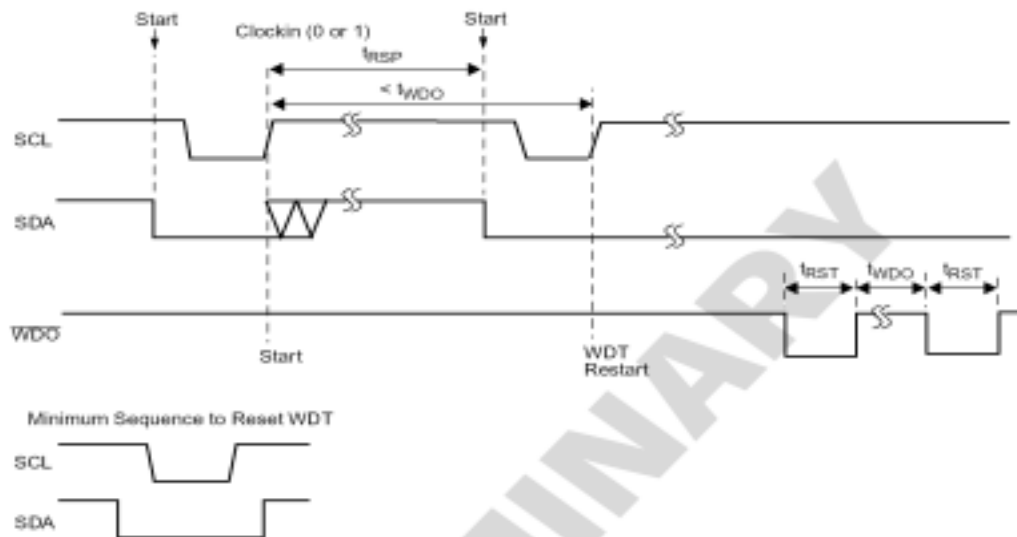 Start
Start
Clockin (0 or 1)
tRSP
< tWDO
SCL
SDA
tRST
tWDO
tRST
WDO
Start
WDT
Restart
Minimum Sequence to Reset WDT
SCL
SDA
MINARY